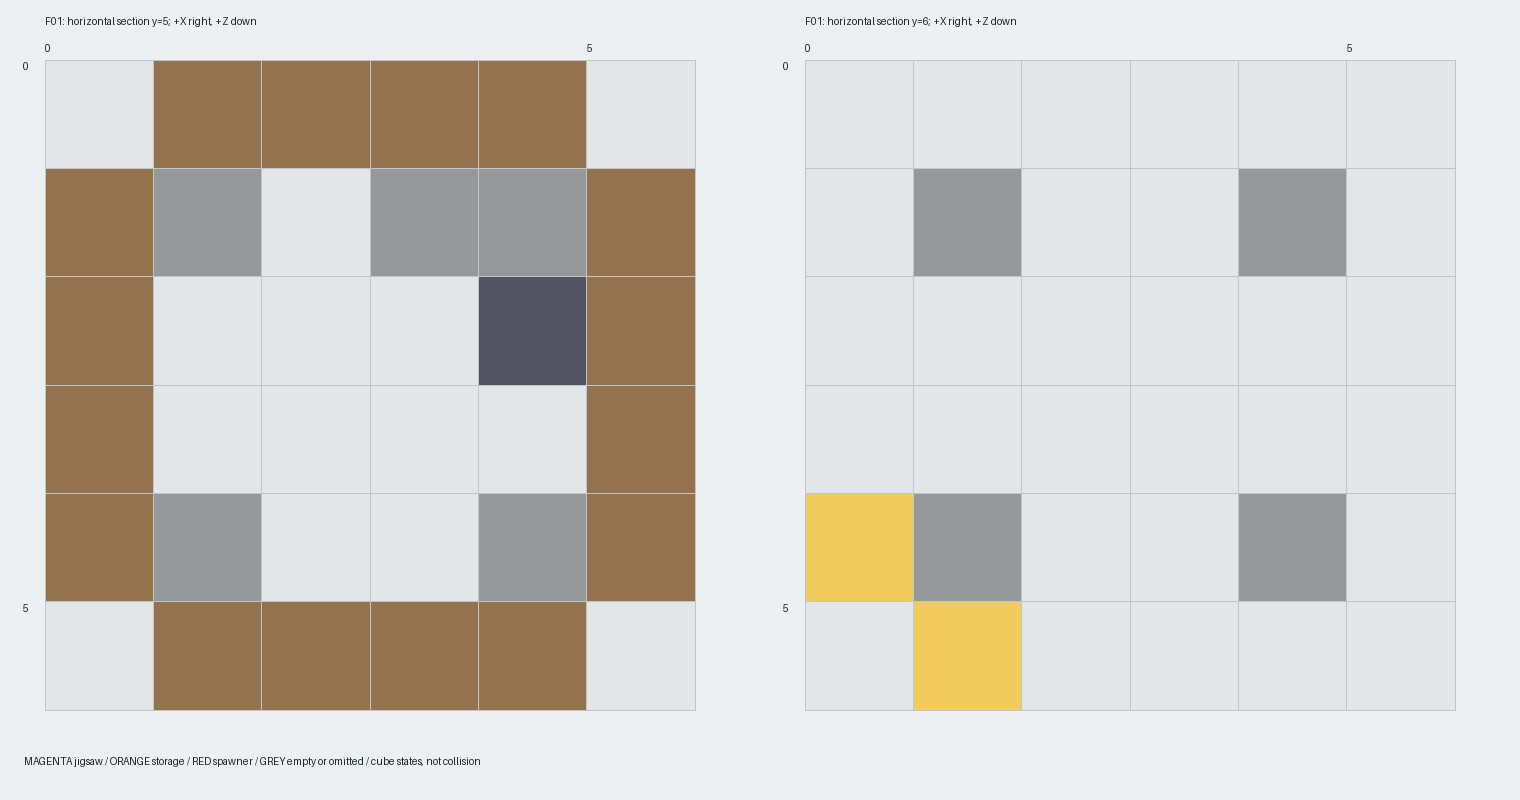 F01: horizontal section y=5; +X right, +Z down
F01: horizontal section y=6; +X right, +Z down
0 5
0 5
0
0
5
5
MAGENTA jigsaw / ORANGE storage / RED spawner / GREY empty or omitted / cube states, not collision